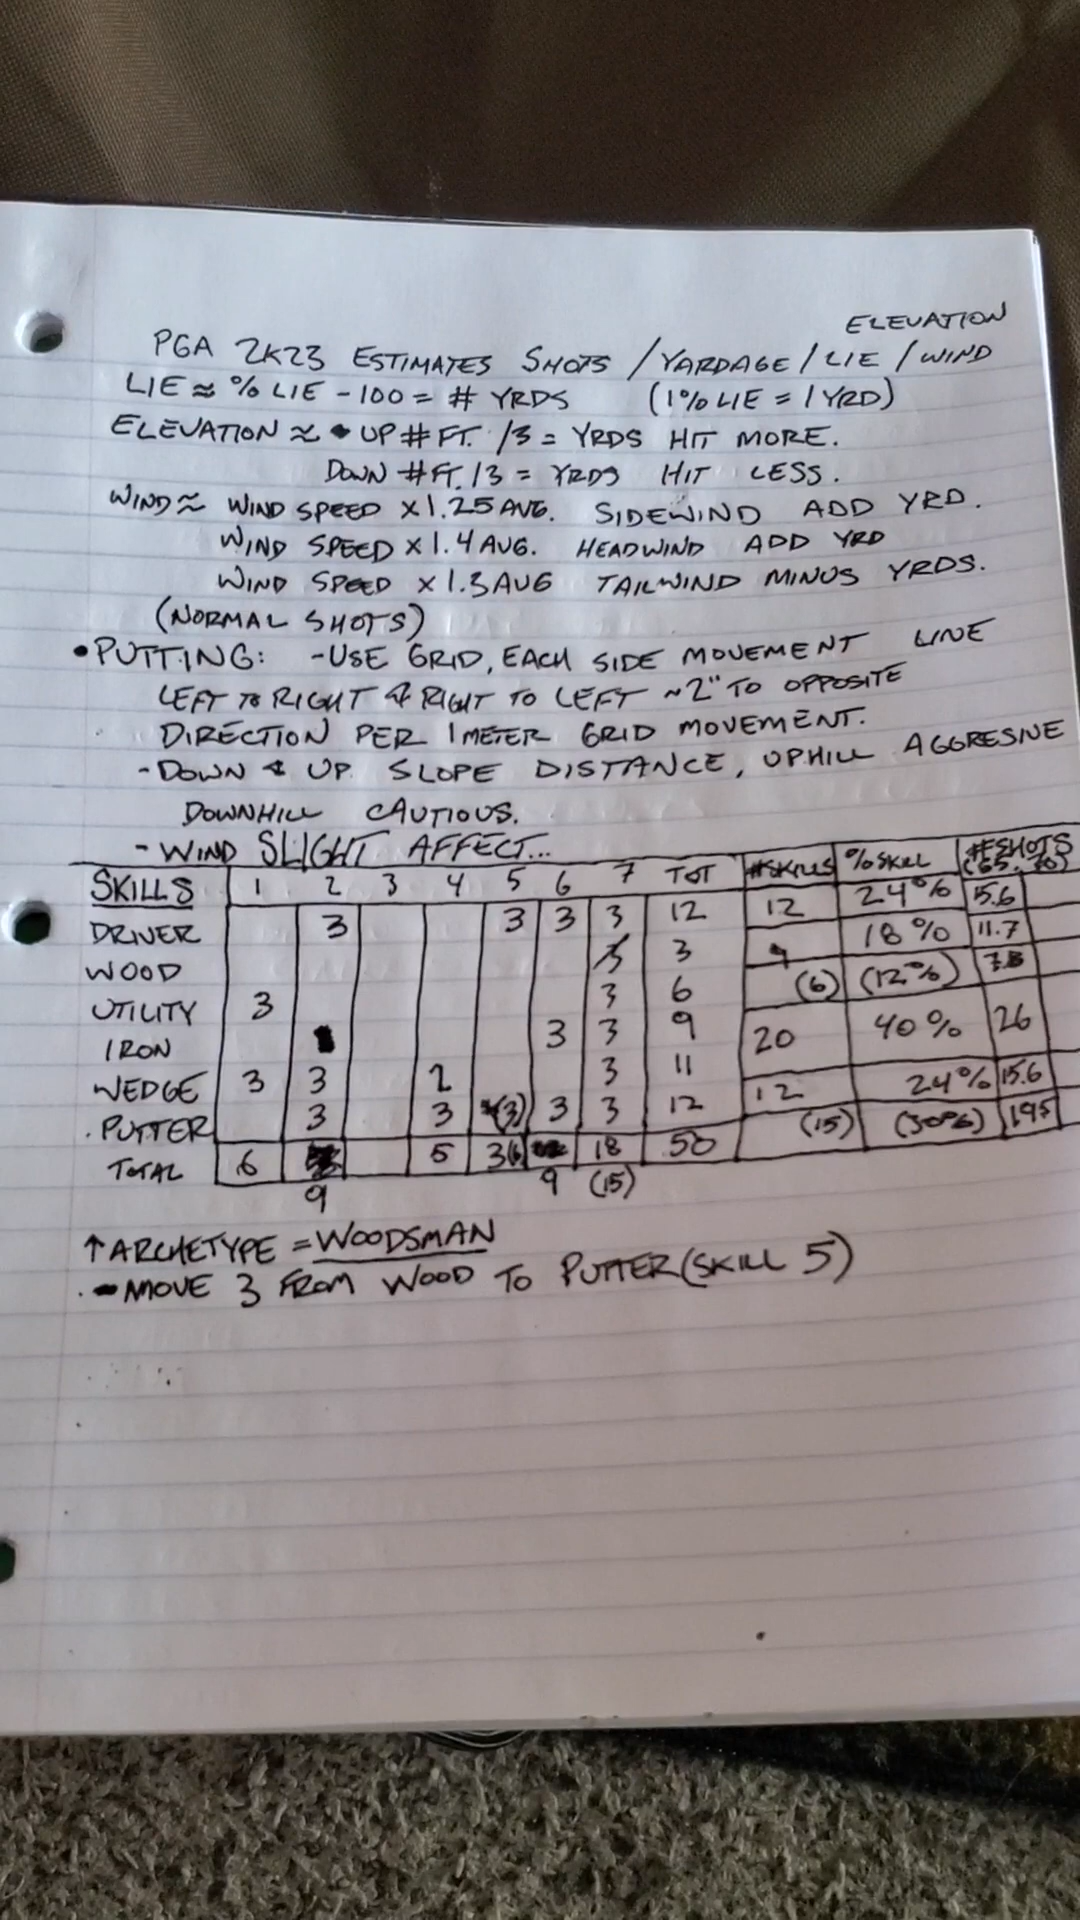 ELEVATION
PGA 2K23 ESTIMATES SHOTS / YARDAGE / LIE / WIND
LIE ≈ % LIE - 100 = # YRDS (1% LIE = 1 YRD)
ELEVATION ≈ UP # FT. /3 = YRDS HIT MORE.
DOWN # FT. /3 = YRDS HIT LESS.
WIND ≈ WIND SPEED X 1.25 AVG. SIDEWIND ADD YRD.
WIND SPEED X 1.4 AVG. HEADWIND ADD YRD
WIND SPEED X 1.3 AVG TAILWIND MINUS YRDS.
(NORMAL SHOTS)
• PUTTING: - USE GRID, EACH SIDE MOVEMENT LINE
LEFT TO RIGHT & RIGHT TO LEFT ~2" TO OPPOSITE
DIRECTION PER 1 METER GRID MOVEMENT.
- DOWN & UP SLOPE DISTANCE, UPHILL AGGRESIVE
DOWNHILL CAUTIOUS.
- WIND SLIGHT AFFECT...
SKILLS 1 2 3 4 5 6 7 TOT #SKILLS % SKILL #SHOTS
DRIVER 3 3 3 3 12 12 24% 15.6
WOOD 3 3 9 18% 11.7
UTILITY 3 3 6 (6) (12%) 7.8
IRON 3 3 9 20 40% 26
WEDGE 3 3 2 3 11 12 24% 15.6
PUTTER 3 3 (3) 3 3 12 (15) (30%) 19.5
TOTAL 6 5 36 18 50
9 9 (15)
↑ ARCHETYPE = WOODSMAN
- MOVE 3 FROM WOOD TO PUTTER (SKILL 5)